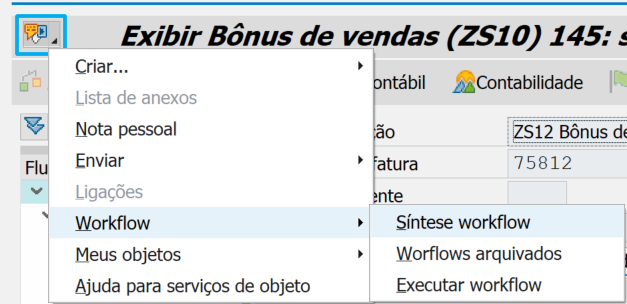 Exibir Bônus de vendas (ZS10) 145:
Criar...
ontábil Contabilidade
Lista de anexos
Nota pessoal
ção ZS12 Bônus de
Enviar
fatura 75812
Flu
Ligações
ente
Workflow
Síntese workflow
Meus objetos
Worflows arquivados
Ajuda para serviços de objeto
Executar workflow